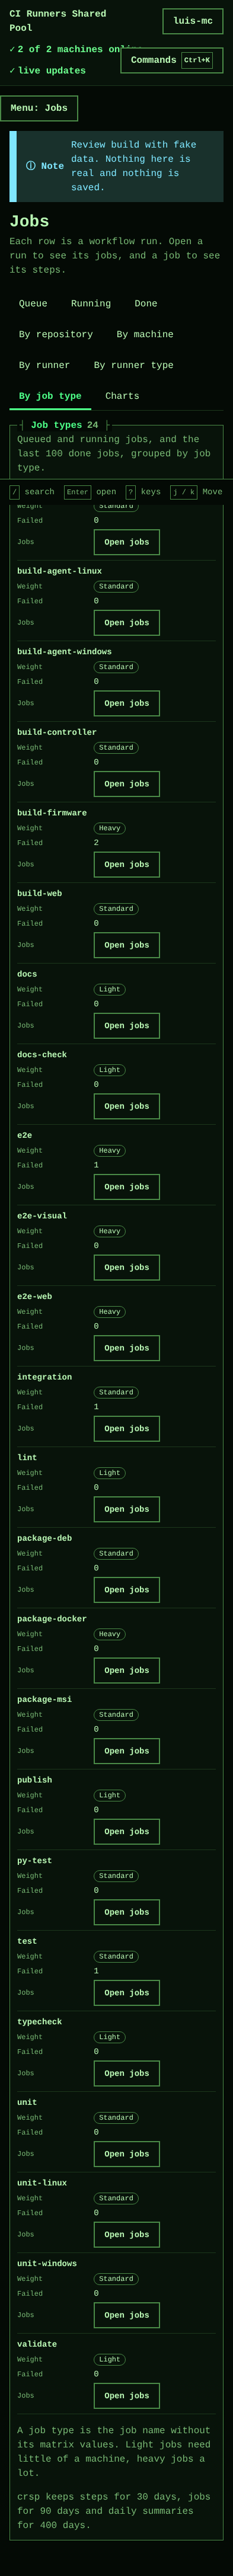 CI Runners Shared
Pool
luis-mc
✓ 2 of 2 machines online
Commands Ctrl+K
✓ live updates
Menu: Jobs
ⓘ Note
Review build with fake
data. Nothing here is
real and nothing is
saved.
Jobs
Each row is a workflow run. Open a
run to see its jobs, and a job to see
its steps.
Queue Running Done
By repository By machine
By runner By runner type
By job type Charts
Job types 24
Queued and running jobs, and the
last 100 done jobs, grouped by job
type.
/ search Enter open ? keys j / k Move
Weight Standard
Failed 0
Jobs Open jobs
build-agent-linux
Weight Standard
Failed 0
Jobs Open jobs
build-agent-windows
Weight Standard
Failed 0
Jobs Open jobs
build-controller
Weight Standard
Failed 0
Jobs Open jobs
build-firmware
Weight Heavy
Failed 2
Jobs Open jobs
build-web
Weight Standard
Failed 0
Jobs Open jobs
docs
Weight Light
Failed 0
Jobs Open jobs
docs-check
Weight Light
Failed 0
Jobs Open jobs
e2e
Weight Heavy
Failed 1
Jobs Open jobs
e2e-visual
Weight Heavy
Failed 0
Jobs Open jobs
e2e-web
Weight Heavy
Failed 0
Jobs Open jobs
integration
Weight Standard
Failed 1
Jobs Open jobs
lint
Weight Light
Failed 0
Jobs Open jobs
package-deb
Weight Standard
Failed 0
Jobs Open jobs
package-docker
Weight Heavy
Failed 0
Jobs Open jobs
package-msi
Weight Standard
Failed 0
Jobs Open jobs
publish
Weight Light
Failed 0
Jobs Open jobs
py-test
Weight Standard
Failed 0
Jobs Open jobs
test
Weight Standard
Failed 1
Jobs Open jobs
typecheck
Weight Light
Failed 0
Jobs Open jobs
unit
Weight Standard
Failed 0
Jobs Open jobs
unit-linux
Weight Standard
Failed 0
Jobs Open jobs
unit-windows
Weight Standard
Failed 0
Jobs Open jobs
validate
Weight Light
Failed 0
Jobs Open jobs
A job type is the job name without
its matrix values. Light jobs need
little of a machine, heavy jobs a
lot.
crsp keeps steps for 30 days, jobs
for 90 days and daily summaries
for 400 days.